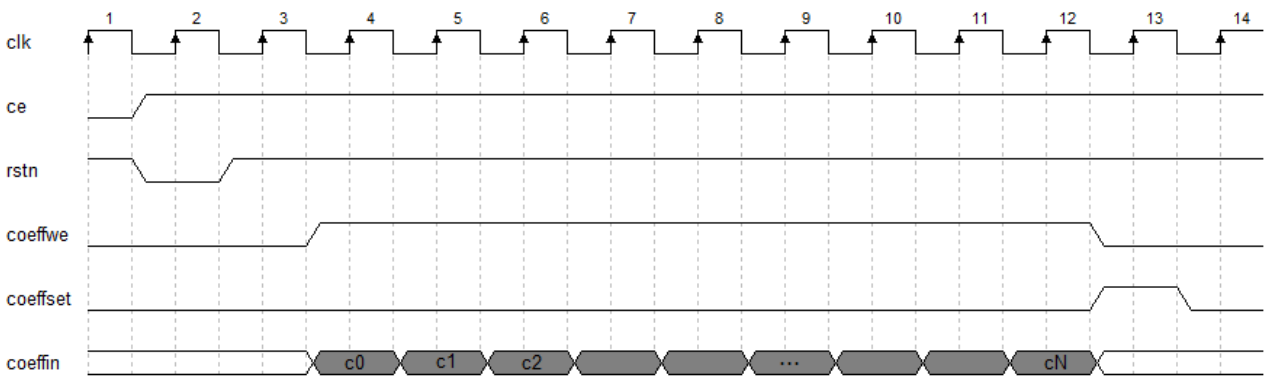 1 2 3 4 5 6 7 8 9 10 11 12 13 14
clk
ce
rstn
coeffwe
coeffset
coeffin c0 c1 c2 ... cN